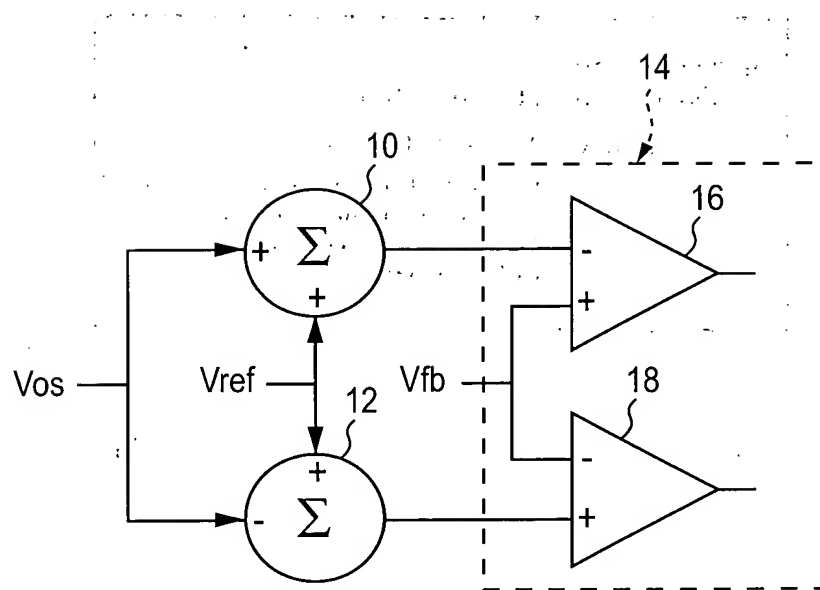 14
10
16
+ Σ
+
-
+
Vos
Vref
Vfb
12
18
+
- Σ
-
+